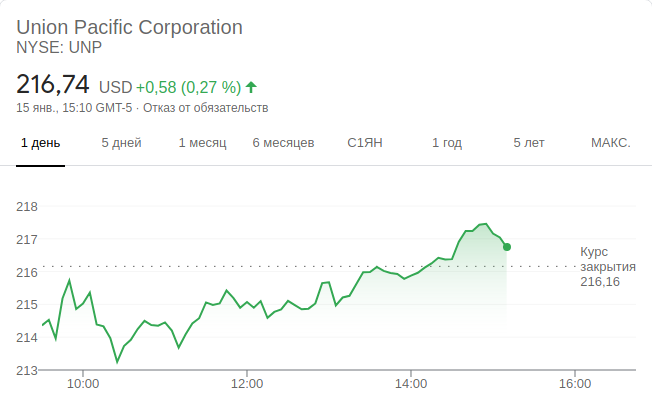 Union Pacific Corporation
NYSE: UNP
216,74 USD +0,58 (0,27 %)
15 янв., 15:10 GMT-5 · Отказ от обязательств
1 день 5 дней 1 месяц 6 месяцев С1ЯН 1 год 5 лет МАКС.
218
217
216
215
214
213
Курс
закрытия
216,16
10:00 12:00 14:00 16:00